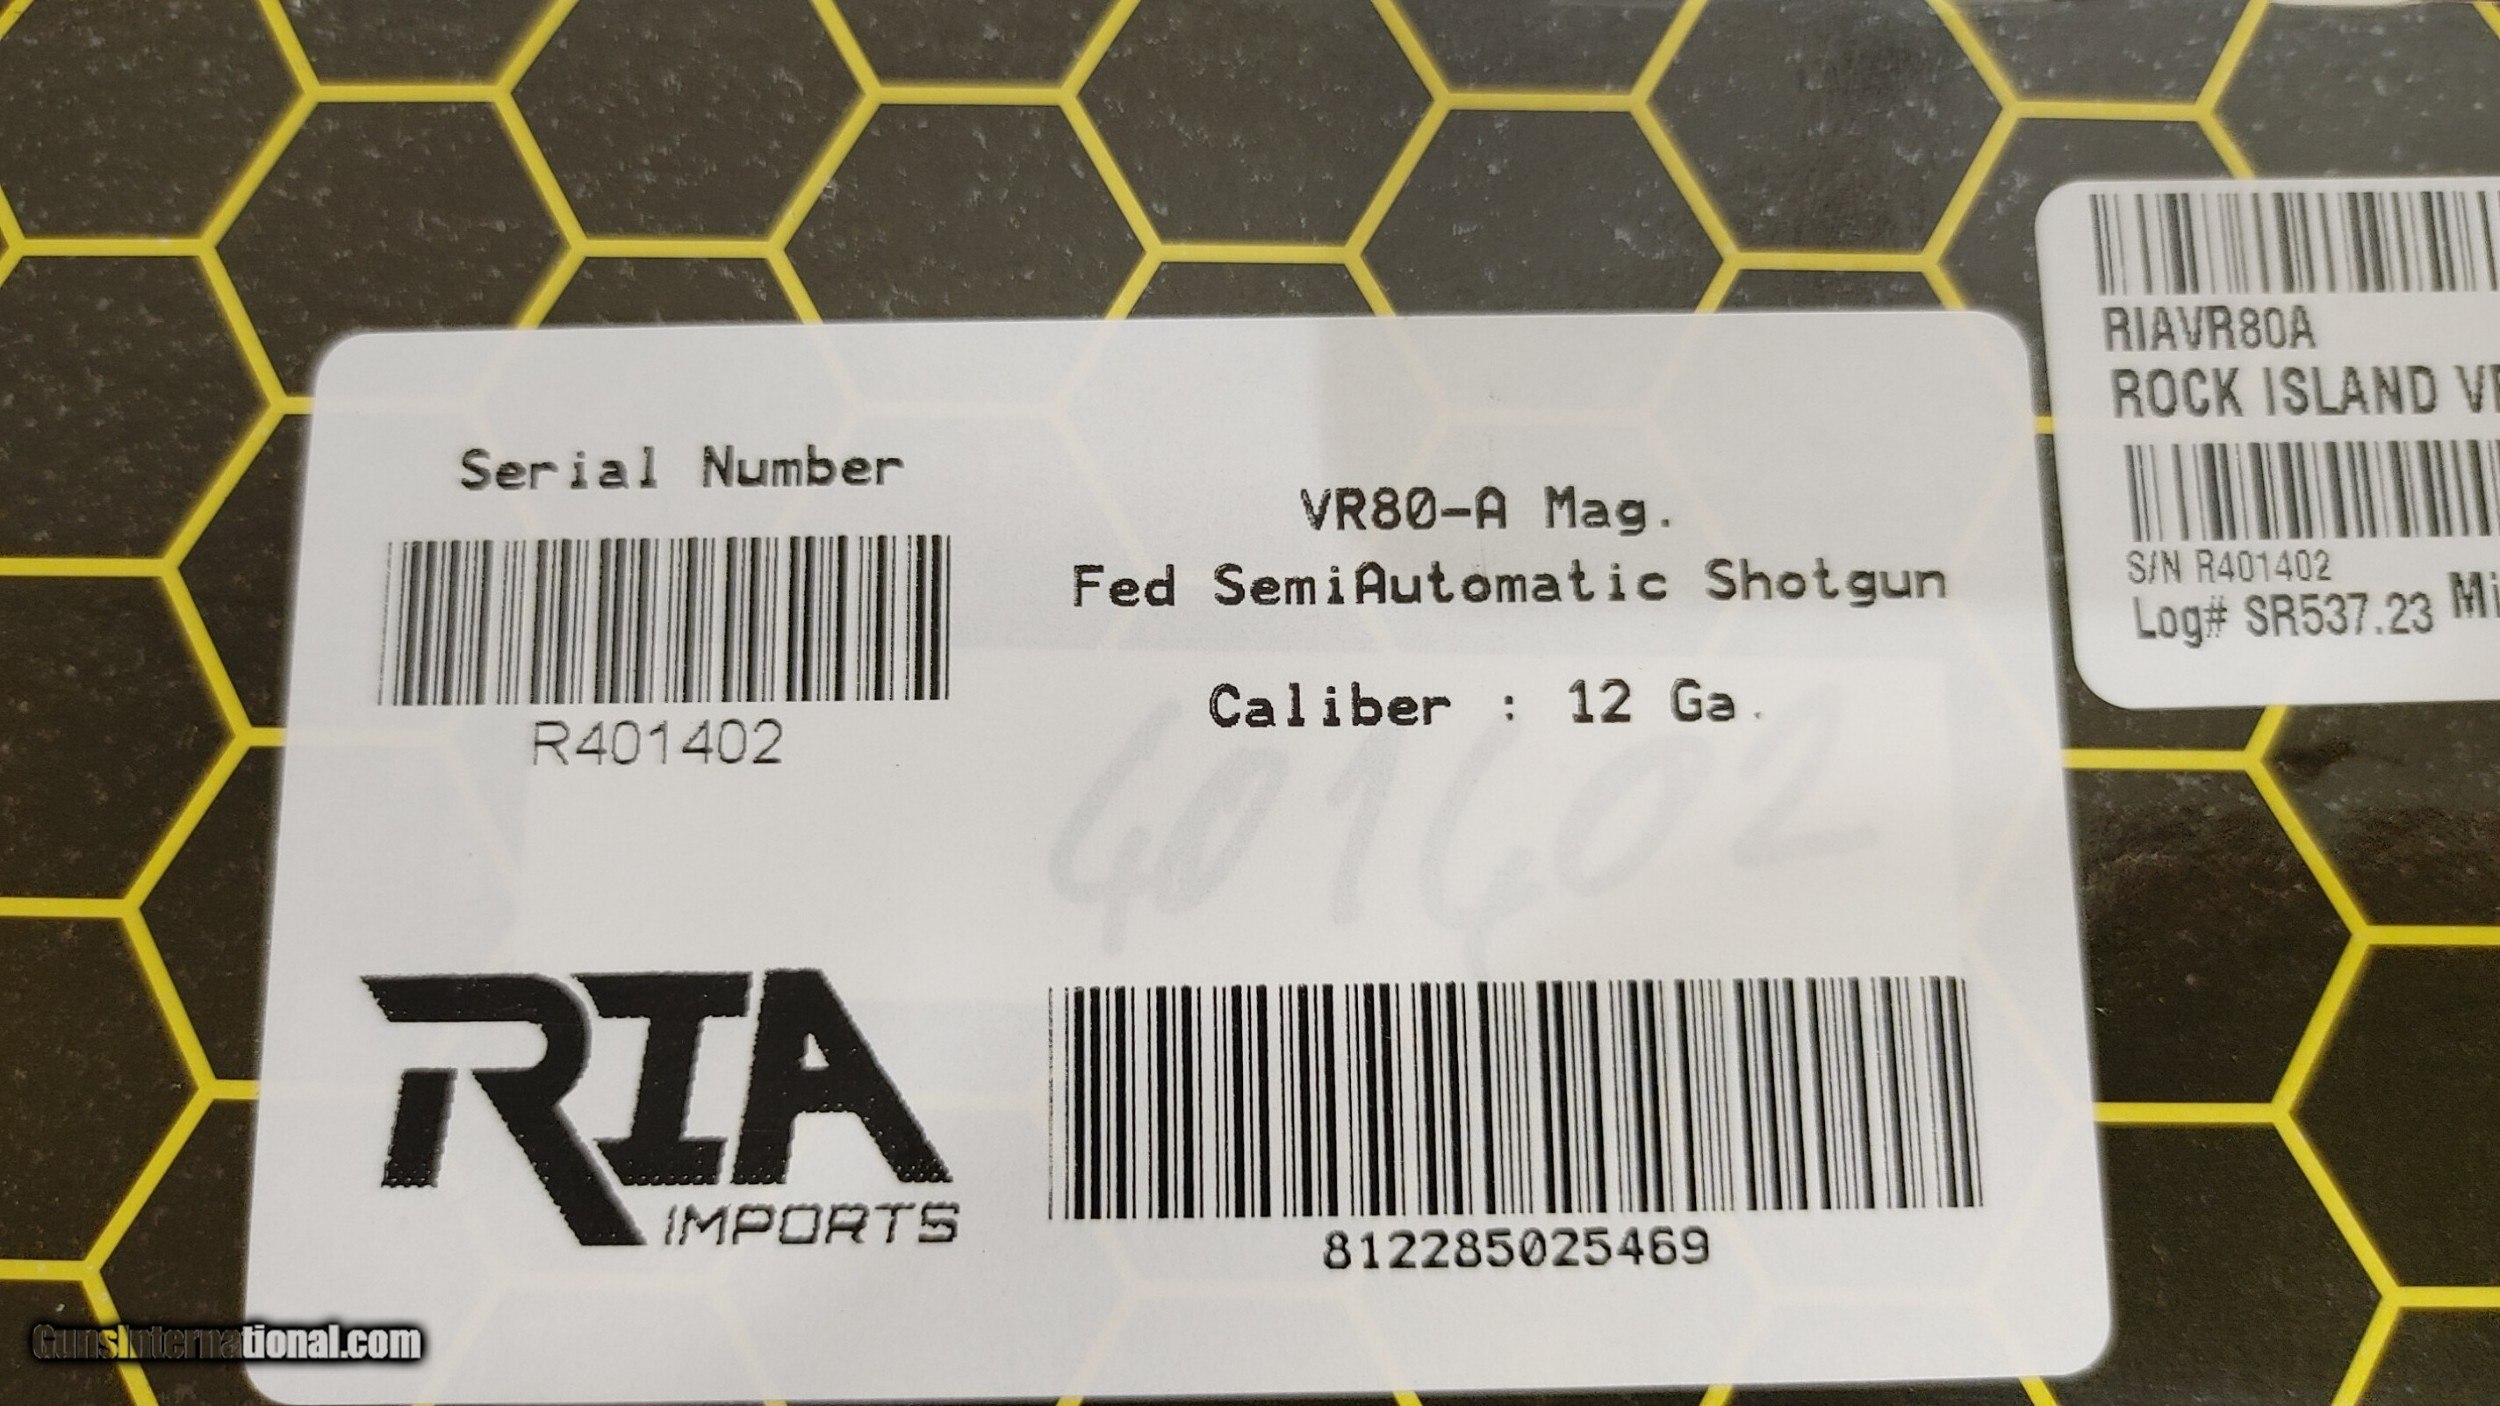 Serial Number
R401402
VR80-A Mag.
Fed SemiAutomatic Shotgun
Caliber : 12 Ga.
401402
RIA
IMPORTS
812285025469
RIAVR80A
ROCK ISLAND
S/N R401402
Log# SR537.23
GunsInternational.com